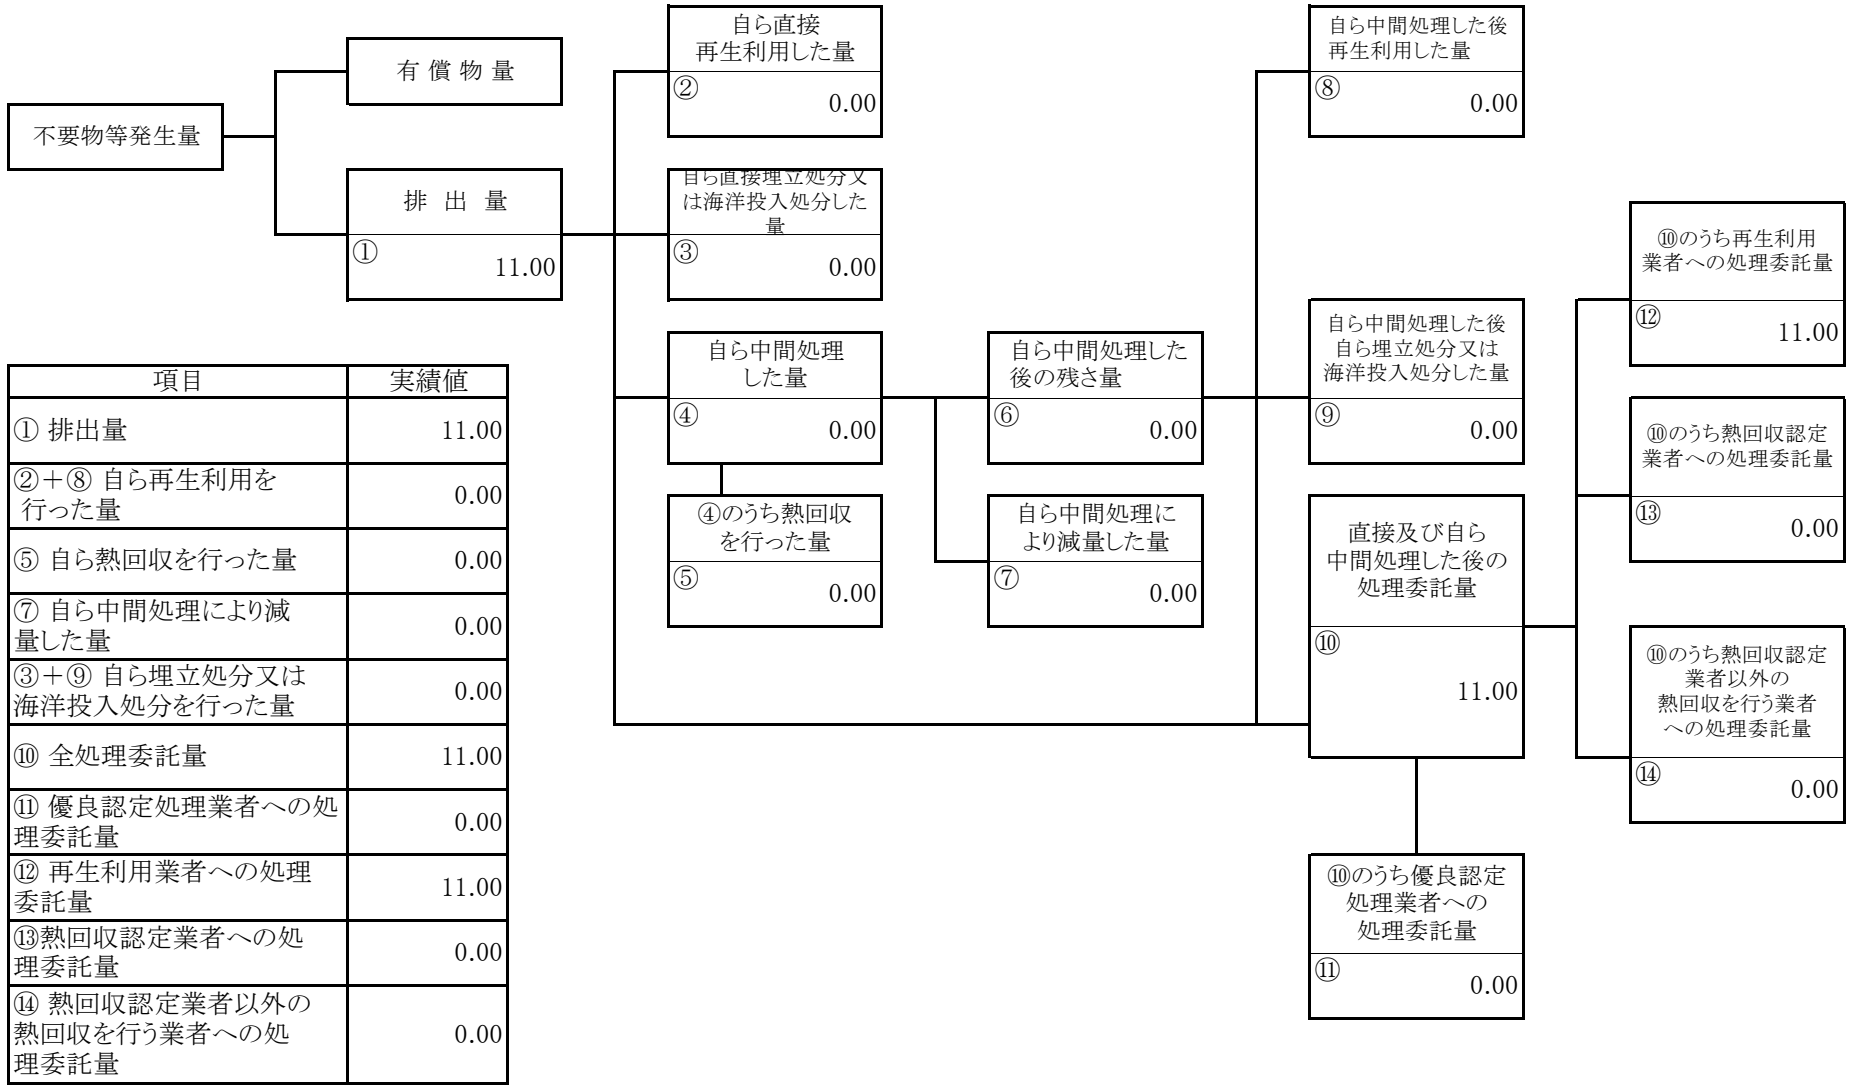 不要物等発生量
有償物量
排出量
①
11.00
自ら直接
再生利用した量
②
0.00
自ら直接埋立処分又
は海洋投入処分した
量
③
0.00
自ら中間処理
した量
④
0.00
④のうち熱回収
を行った量
⑤
0.00
自ら中間処理した
後の残さ量
⑥
0.00
自ら中間処理に
より減量した量
⑦
0.00
自ら中間処理した後
再生利用した量
⑧
0.00
自ら中間処理した後
自ら埋立処分又は
海洋投入処分した量
⑨
0.00
直接及び自ら
中間処理した後の
処理委託量
⑩
11.00
⑩のうち優良認定
処理業者への
処理委託量
⑪
0.00
⑩のうち再生利用
業者への処理委託量
⑫
11.00
⑩のうち熱回収認定
業者への処理委託量
⑬
0.00
⑩のうち熱回収認定
業者以外の
熱回収を行う業者
への処理委託量
⑭
0.00
項目 実績値
① 排出量 11.00
②＋⑧ 自ら再生利用を
行った量 0.00
⑤ 自ら熱回収を行った量 0.00
⑦ 自ら中間処理により減
量した量 0.00
③＋⑨ 自ら埋立処分又は
海洋投入処分を行った量 0.00
⑩ 全処理委託量 11.00
⑪ 優良認定処理業者への処
理委託量 0.00
⑫ 再生利用業者への処理
委託量 11.00
⑬熱回収認定業者への処
理委託量 0.00
⑭ 熱回収認定業者以外の
熱回収を行う業者への処
理委託量 0.00